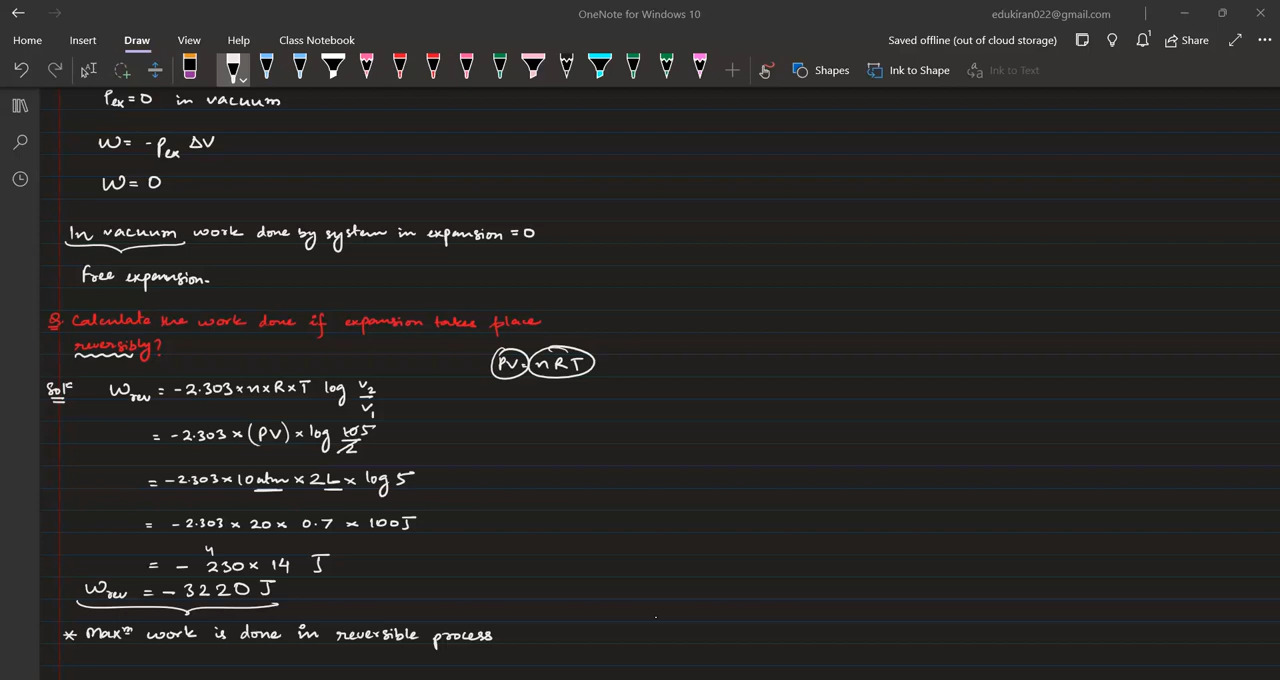 OneNote for Windows 10
edukiran022@gmail.com
Home Insert Draw View Help Class Notebook
Saved offline (out of cloud storage) Share
Shapes Ink to Shape Ink to Text
Pex = 0 in vacuum
W = -Pex ΔV
W = 0
In vacuum work done by system in expansion = 0
Free expansion.
Q. Calculate the work done if expansion takes place
reversibly?
PV = nRT
Solⁿ Wrev = -2.303 × n × R × T log V2/V1
= -2.303 × (PV) × log 10/2 5
= -2.303 × 10 atm × 2L × log 5
= -2.303 × 20 × 0.7 × 100J
4
= - 230 × 14 J
Wrev = -3220 J
* Maxᵐ work is done in reversible process